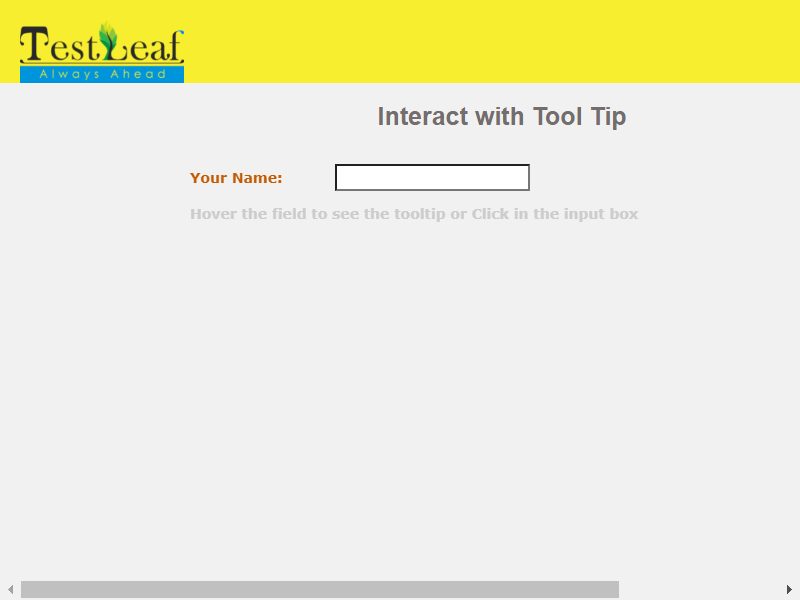 TestLeaf
Always Ahead
Interact with Tool Tip
Your Name:
Hover the field to see the tooltip or Click in the input box